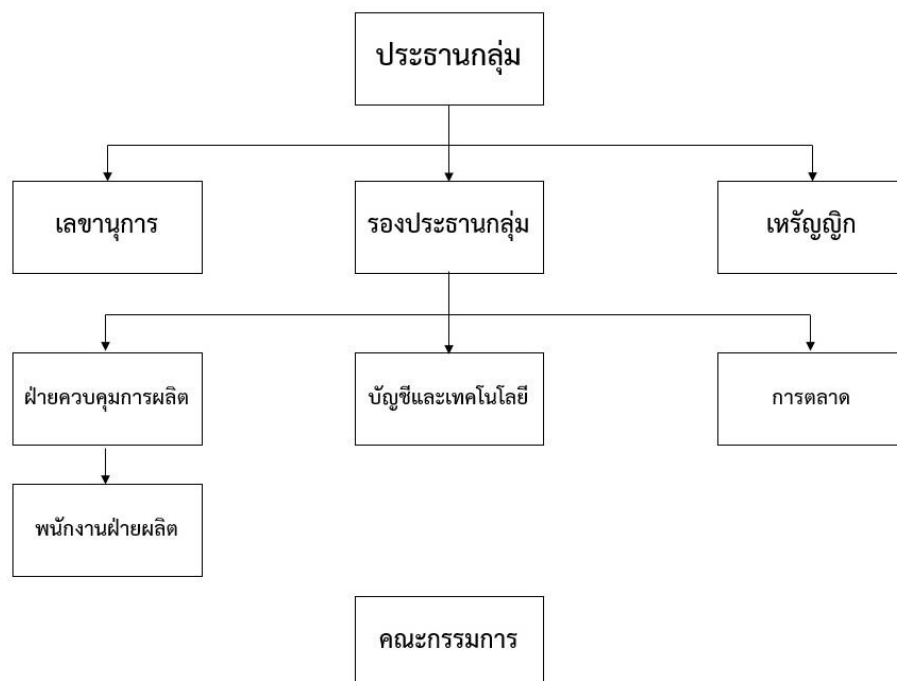 ประธานกลุ่ม
เลขานุการ
รองประธานกลุ่ม
เหรัญญิก
ฝ่ายควบคุมการผลิต
บัญชีและเทคโนโลยี
การตลาด
พนักงานฝ่ายผลิต
คณะกรรมการ